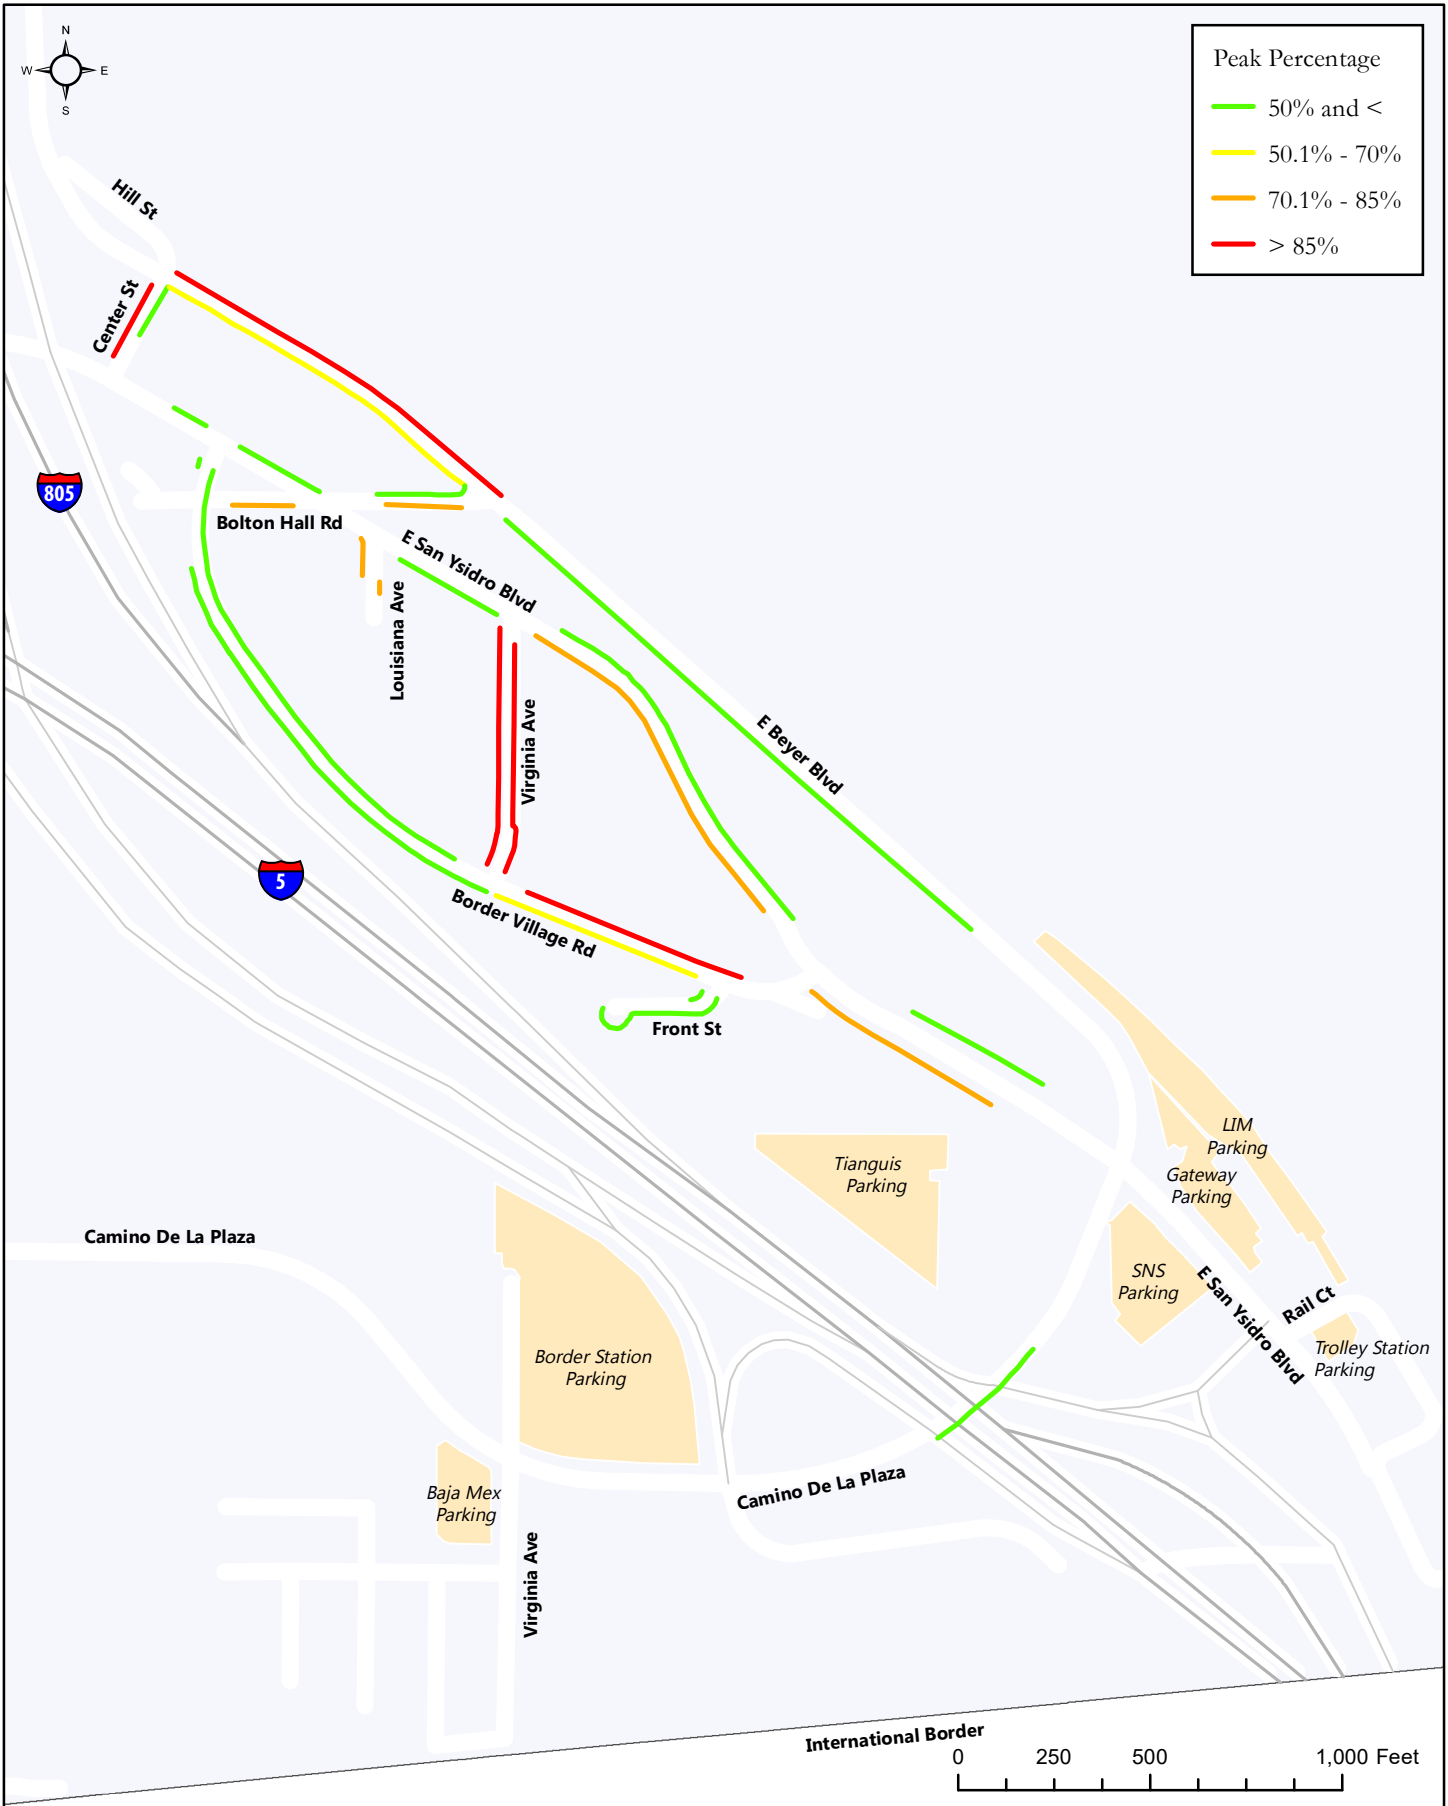 N
W
E
S
Peak Percentage
50% and <
50.1% - 70%
70.1% - 85%
> 85%
Hill St
Center St
805
Bolton Hall Rd
E San Ysidro Blvd
Louisiana Ave
Virginia Ave
E Beyer Blvd
5
Border Village Rd
Front St
LIM
Parking
Tianguis
Parking
Gateway
Parking
Camino De La Plaza
SNS
Parking
E San Ysidro Blvd
Rail Ct
Trolley Station
Parking
Border Station
Parking
Baja Mex
Parking
Camino De La Plaza
Virginia Ave
International Border
0
250
500
1,000 Feet